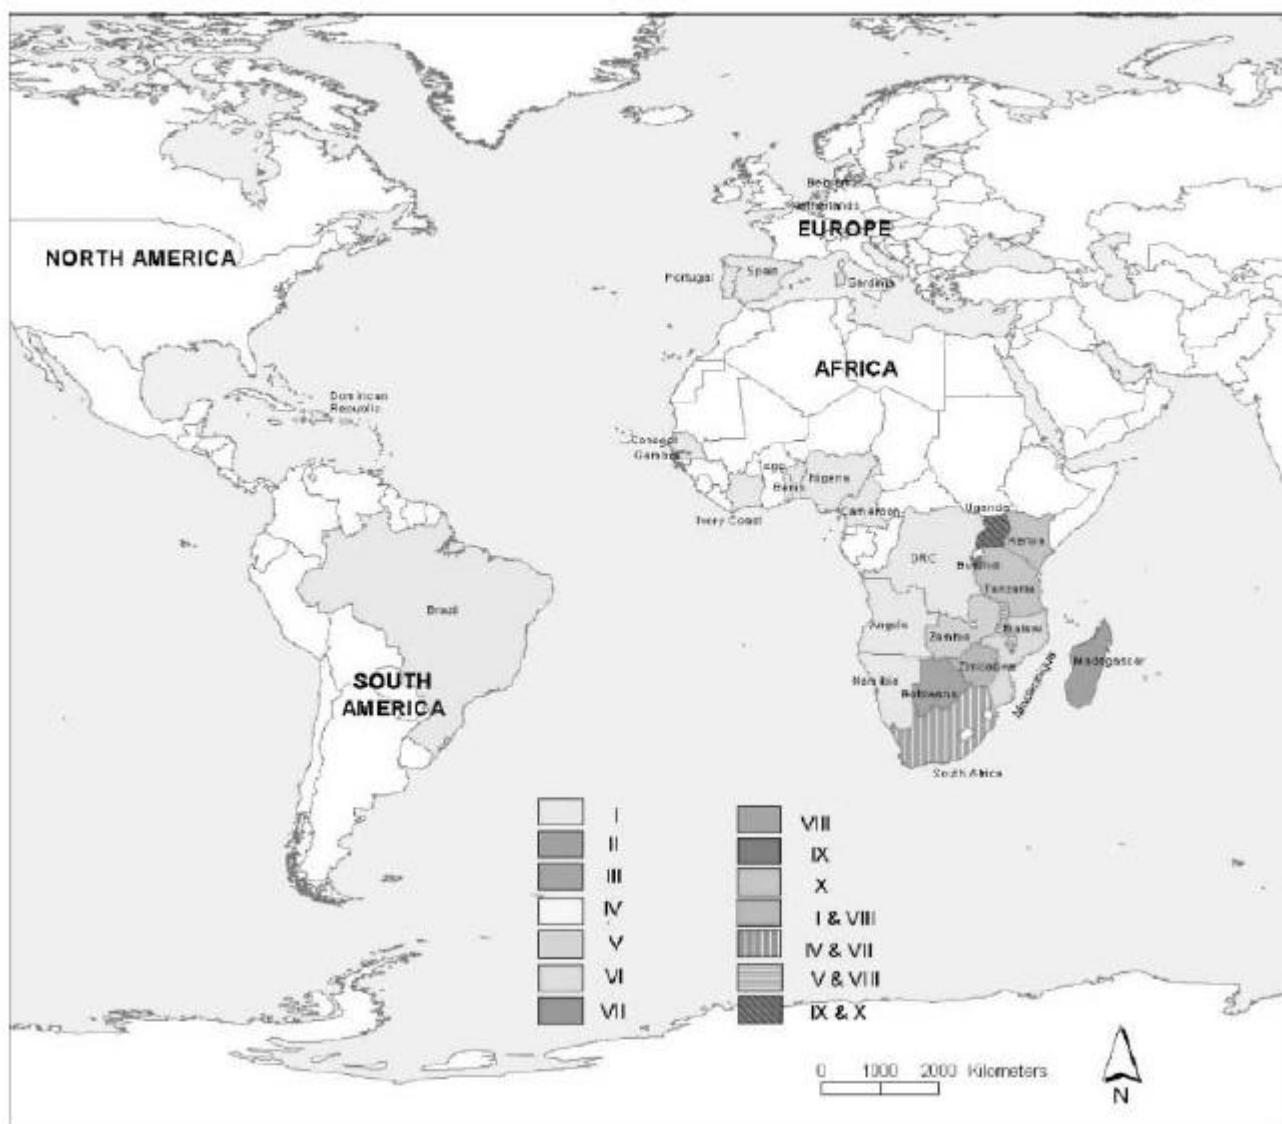 Belgium
Netherlands
EUROPE
NORTH AMERICA
Portugal
Spain
Sardinia
AFRICA
Dominican
Republic
Gambia
Togo
Benin
Nigeria
Ivory Coast
Cameroon
Uganda
Kenya
DRC
Tanzania
Brazil
Angola
Zambia
Malawi
Zimbabwe
Madagascar
SOUTH
AMERICA
Namibia
Botswana
Mozambique
South Africa
I
II
III
IV
V
VI
VII
VIII
IX
X
I & VIII
IV & VII
V & VIII
IX & X
0 1000 2000 Kilometers
N